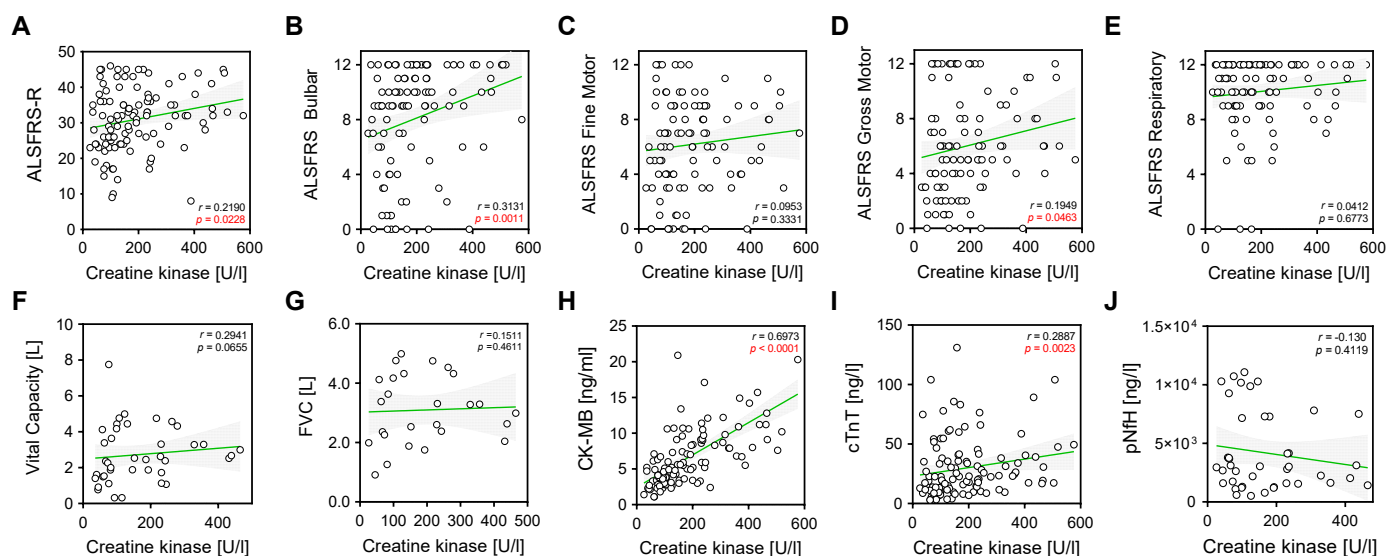 A
ALSFRS-R
50
40
30
20
10
0
r = 0.2190
p = 0.0228
0 200 400 600
Creatine kinase [U/l]
B
ALSFRS Bulbar
12
8
4
0
r = 0.3131
p = 0.0011
0 200 400 600
Creatine kinase [U/l]
C
ALSFRS Fine Motor
12
8
4
0
r = 0.0953
p = 0.3331
0 200 400 600
Creatine kinase [U/l]
D
ALSFRS Gross Motor
12
8
4
0
r = 0.1949
p = 0.0463
0 200 400 600
Creatine kinase [U/l]
E
ALSFRS Respiratory
12
8
4
0
r = 0.0412
p = 0.6773
0 200 400 600
Creatine kinase [U/l]
F
Vital Capacity [L]
10
8
6
4
2
0
r = 0.2941
p = 0.0655
0 200 400
Creatine kinase [U/l]
G
FVC [L]
6.0
4.0
2.0
0.0
r =0.1511
p =0.4611
0 100 200 300 400 500
Creatine kinase [U/l]
H
CK-MB [ng/ml]
25
20
15
10
5
0
r = 0.6973
p < 0.0001
0 200 400 600
Creatine kinase [U/l]
I
cTnT [ng/l]
150
100
50
0
r = 0.2887
p = 0.0023
0 200 400 600
Creatine kinase [U/l]
J
pNfH [ng/l]
1.5×10⁴
1×10⁴
5×10³
0
r = -0.130
p = 0.4119
0 200 400
Creatine kinase [U/l]